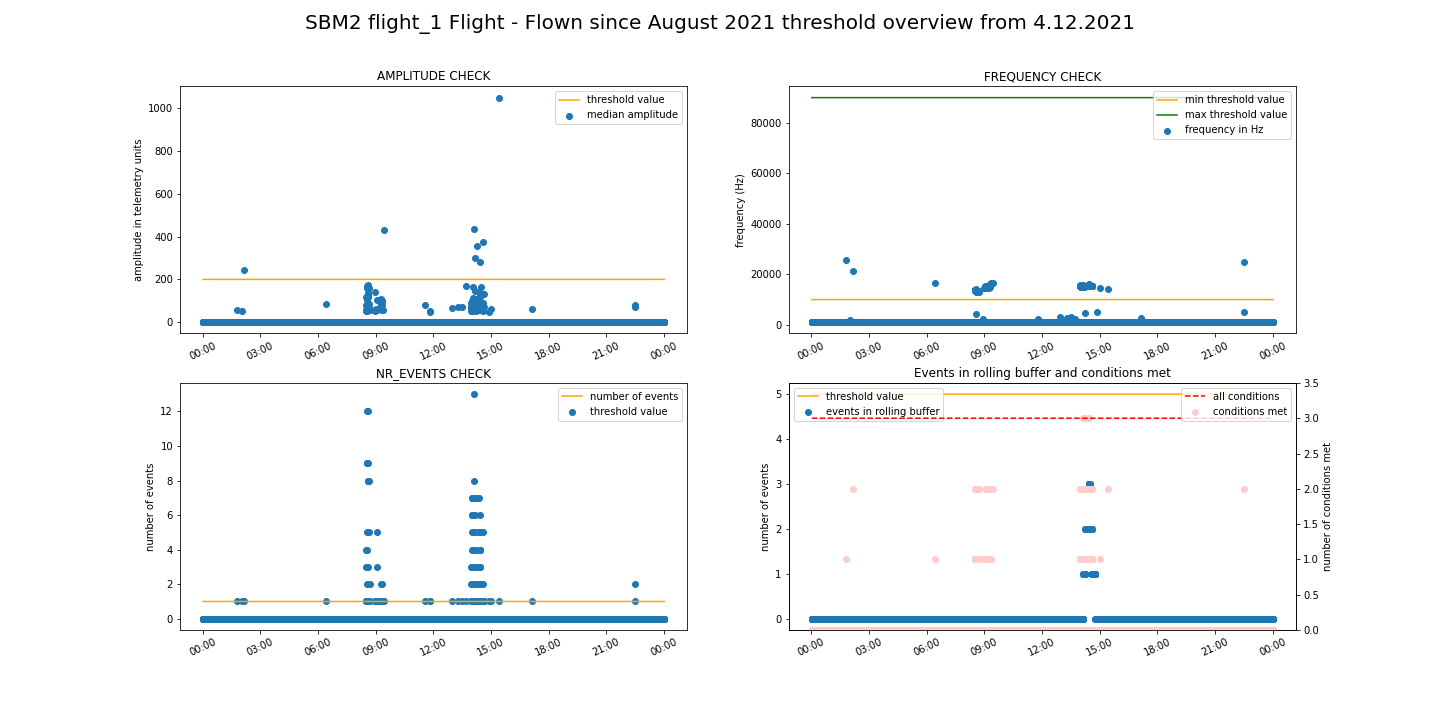 SBM2 flight_1 Flight - Flown since August 2021 threshold overview from 4.12.2021
AMPLITUDE CHECK
threshold value
median amplitude
amplitude in telemetry units
1000
800
600
400
200
0
00:00 03:00 06:00 09:00 12:00 15:00 18:00 21:00 00:00
FREQUENCY CHECK
min threshold value
max threshold value
frequency in Hz
frequency (Hz)
80000
60000
40000
20000
0
00:00 03:00 06:00 09:00 12:00 15:00 18:00 21:00 00:00
NR_EVENTS CHECK
number of events
threshold value
number of events
12
10
8
6
4
2
0
00:00 03:00 06:00 09:00 12:00 15:00 18:00 21:00 00:00
Events in rolling buffer and conditions met
threshold value
events in rolling buffer
all conditions
conditions met
number of events
5
4
3
2
1
0
3.5
3.0
2.5
2.0
1.5
1.0
0.5
0.0
number of conditions met
00:00 03:00 06:00 09:00 12:00 15:00 18:00 21:00 00:00